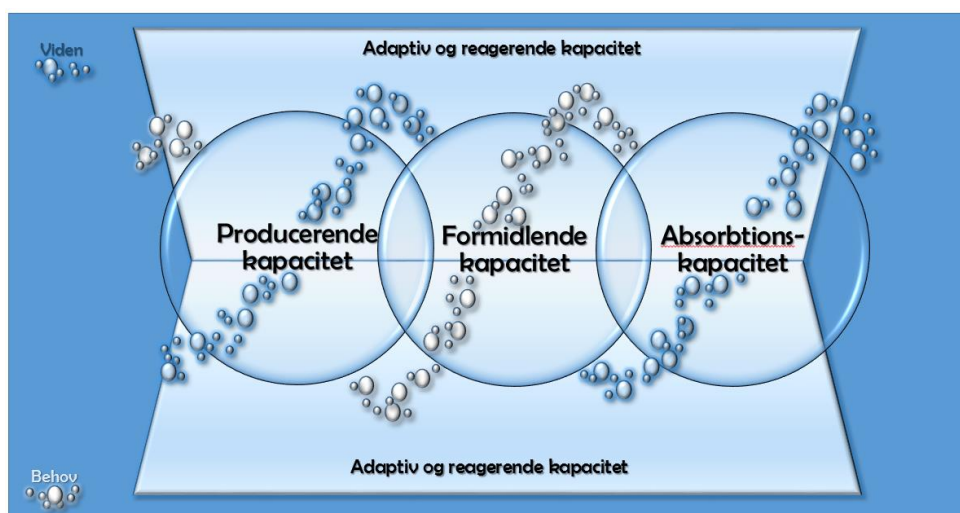 Viden
Adaptiv og reagerende kapacitet
Producerende
kapacitet
Formidlende
kapacitet
Absorbtions-
kapacitet
Adaptiv og reagerende kapacitet
Behov